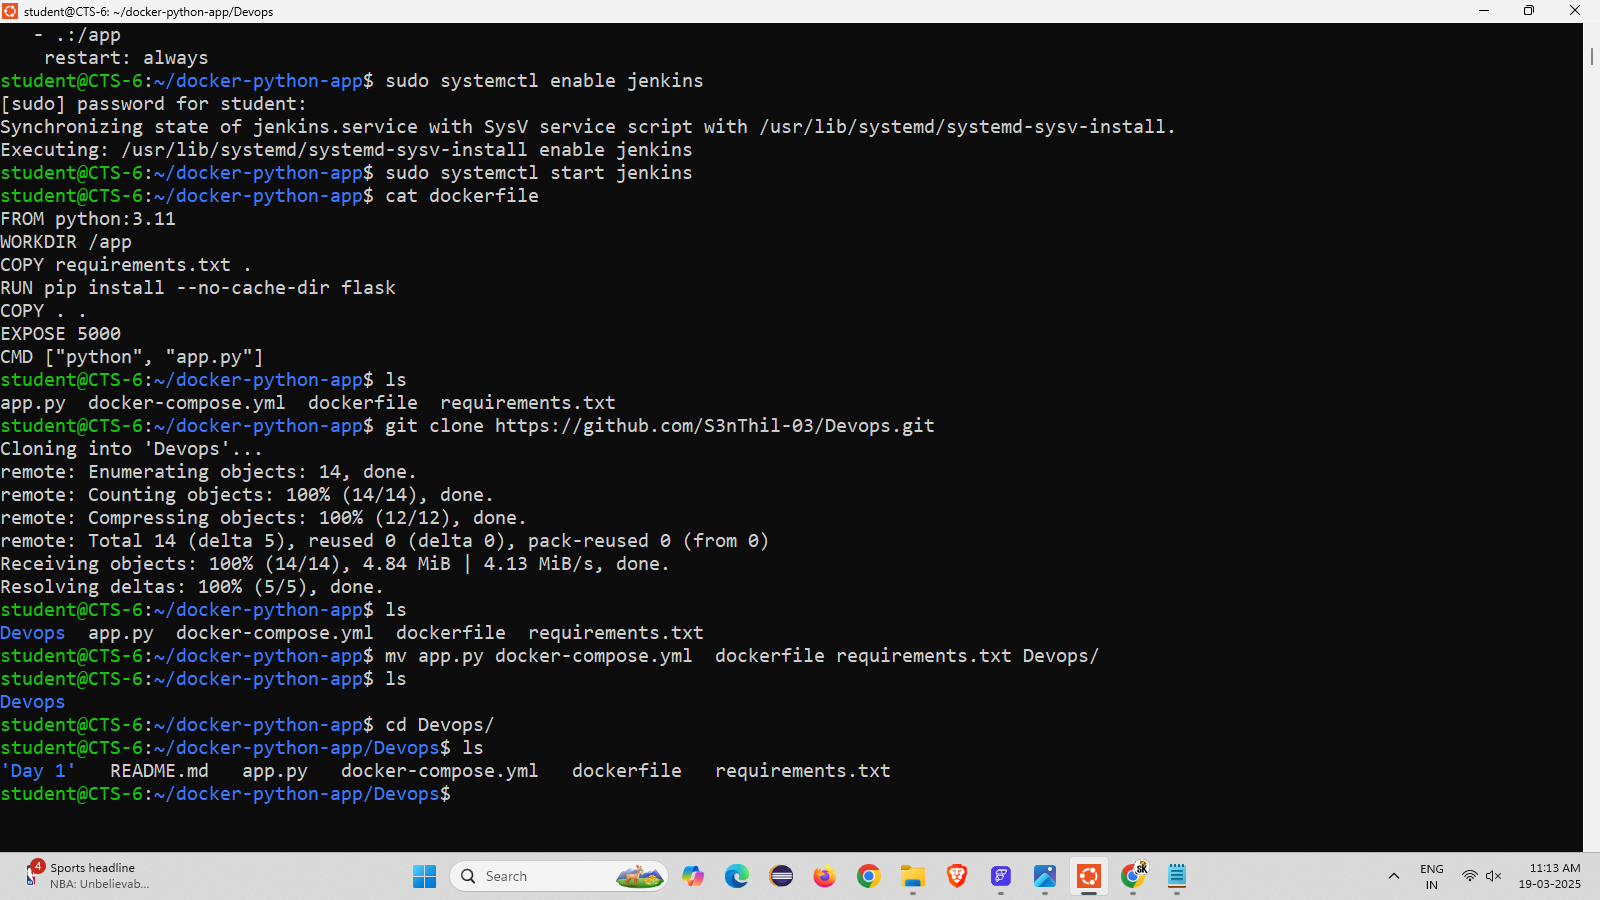 student@CTS-6: ~/docker-python-app/Devops
- .:/app
restart: always
student@CTS-6:~/docker-python-app$ sudo systemctl enable jenkins
[sudo] password for student:
Synchronizing state of jenkins.service with SysV service script with /usr/lib/systemd/systemd-sysv-install.
Executing: /usr/lib/systemd/systemd-sysv-install enable jenkins
student@CTS-6:~/docker-python-app$ sudo systemctl start jenkins
student@CTS-6:~/docker-python-app$ cat dockerfile
FROM python:3.11
WORKDIR /app
COPY requirements.txt .
RUN pip install --no-cache-dir flask
COPY . .
EXPOSE 5000
CMD ["python", "app.py"]
student@CTS-6:~/docker-python-app$ ls
app.py  docker-compose.yml  dockerfile  requirements.txt
student@CTS-6:~/docker-python-app$ git clone https://github.com/S3nThil-03/Devops.git
Cloning into 'Devops'...
remote: Enumerating objects: 14, done.
remote: Counting objects: 100% (14/14), done.
remote: Compressing objects: 100% (12/12), done.
remote: Total 14 (delta 5), reused 0 (delta 0), pack-reused 0 (from 0)
Receiving objects: 100% (14/14), 4.84 MiB | 4.13 MiB/s, done.
Resolving deltas: 100% (5/5), done.
student@CTS-6:~/docker-python-app$ ls
Devops  app.py  docker-compose.yml  dockerfile  requirements.txt
student@CTS-6:~/docker-python-app$ mv app.py docker-compose.yml  dockerfile requirements.txt Devops/
student@CTS-6:~/docker-python-app$ ls
Devops
student@CTS-6:~/docker-python-app$ cd Devops/
student@CTS-6:~/docker-python-app/Devops$ ls
'Day 1'   README.md   app.py   docker-compose.yml   dockerfile   requirements.txt
student@CTS-6:~/docker-python-app/Devops$
4
Sports headline
NBA: Unbelievab...
Search
SK
ENG
IN
11:13 AM
19-03-2025